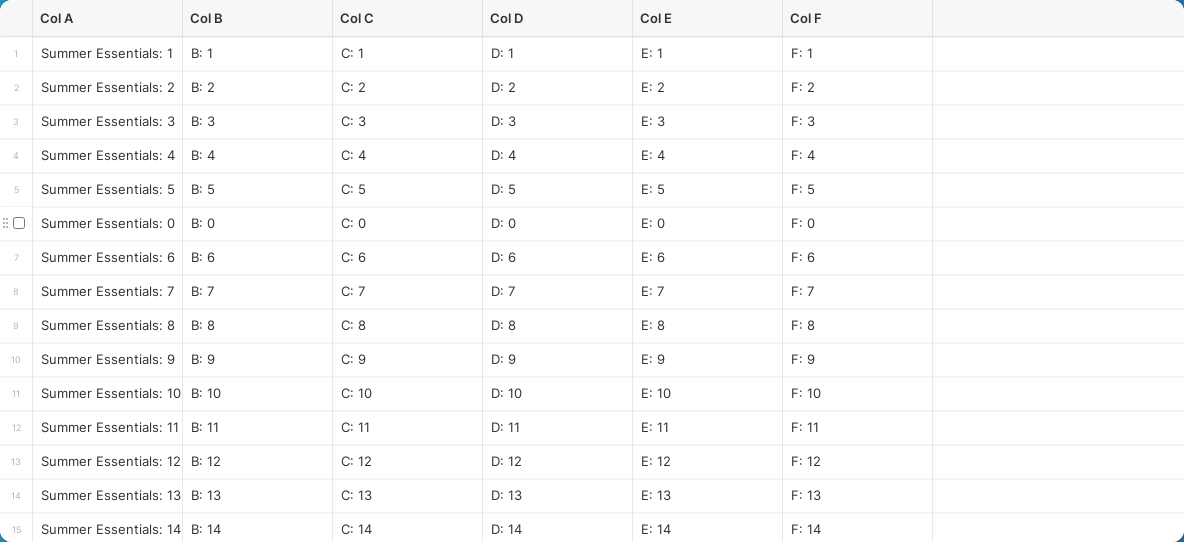 Col A Col B Col C Col D Col E Col F
1 Summer Essentials: 1 B: 1 C: 1 D: 1 E: 1 F: 1
2 Summer Essentials: 2 B: 2 C: 2 D: 2 E: 2 F: 2
3 Summer Essentials: 3 B: 3 C: 3 D: 3 E: 3 F: 3
4 Summer Essentials: 4 B: 4 C: 4 D: 4 E: 4 F: 4
5 Summer Essentials: 5 B: 5 C: 5 D: 5 E: 5 F: 5
Summer Essentials: 0 B: 0 C: 0 D: 0 E: 0 F: 0
7 Summer Essentials: 6 B: 6 C: 6 D: 6 E: 6 F: 6
8 Summer Essentials: 7 B: 7 C: 7 D: 7 E: 7 F: 7
9 Summer Essentials: 8 B: 8 C: 8 D: 8 E: 8 F: 8
10 Summer Essentials: 9 B: 9 C: 9 D: 9 E: 9 F: 9
11 Summer Essentials: 10 B: 10 C: 10 D: 10 E: 10 F: 10
12 Summer Essentials: 11 B: 11 C: 11 D: 11 E: 11 F: 11
13 Summer Essentials: 12 B: 12 C: 12 D: 12 E: 12 F: 12
14 Summer Essentials: 13 B: 13 C: 13 D: 13 E: 13 F: 13
15 Summer Essentials: 14 B: 14 C: 14 D: 14 E: 14 F: 14